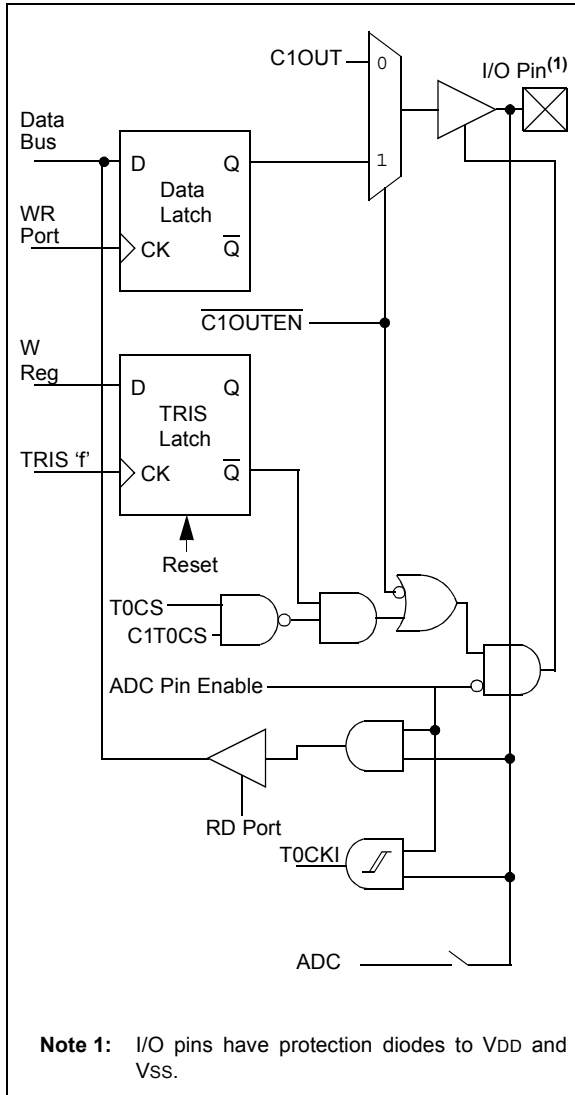 C1OUT
0
I/O Pin(1)
Data
Bus
D
Q
1
Data
Latch
WR
Port
CK
Q̅
C̅1̅O̅U̅T̅E̅N̅
W
Reg
D
Q
TRIS
Latch
TRIS ‘f’
CK
Q̅
Reset
T0CS
C1T0CS
ADC Pin Enable
RD Port
T0CKI
ADC
Note 1: I/O pins have protection diodes to VDD and
VSS.